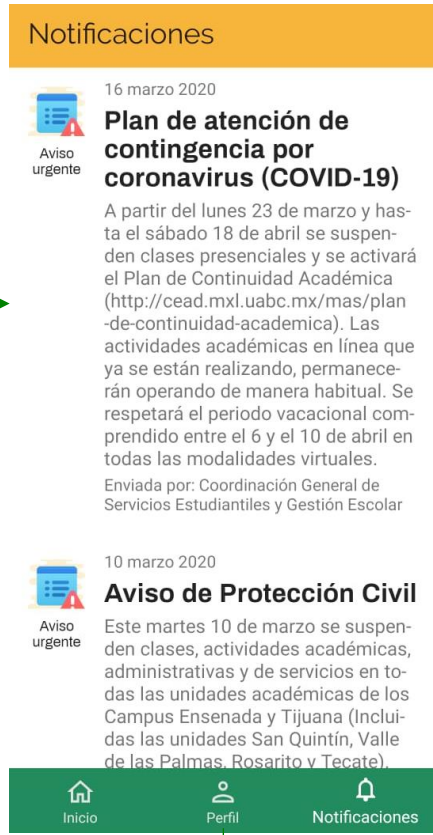 Notificaciones
16 marzo 2020
Aviso
urgente
Plan de atención de
contingencia por
coronavirus (COVID-19)
A partir del lunes 23 de marzo y has-
ta el sábado 18 de abril se suspen-
den clases presenciales y se activará
el Plan de Continuidad Académica
(http://cead.mxl.uabc.mx/mas/plan
-de-continuidad-academica). Las
actividades académicas en línea que
ya se están realizando, permanece-
rán operando de manera habitual. Se
respetará el periodo vacacional com-
prendido entre el 6 y el 10 de abril en
todas las modalidades virtuales.
Enviada por: Coordinación General de
Servicios Estudiantiles y Gestión Escolar
10 marzo 2020
Aviso
urgente
Aviso de Protección Civil
Este martes 10 de marzo se suspen-
den clases, actividades académicas,
administrativas y de servicios en to-
das las unidades académicas de los
Campus Ensenada y Tijuana (Inclui-
das las unidades San Quintín, Valle
de las Palmas, Rosarito y Tecate).
Inicio
Perfil
Notificaciones